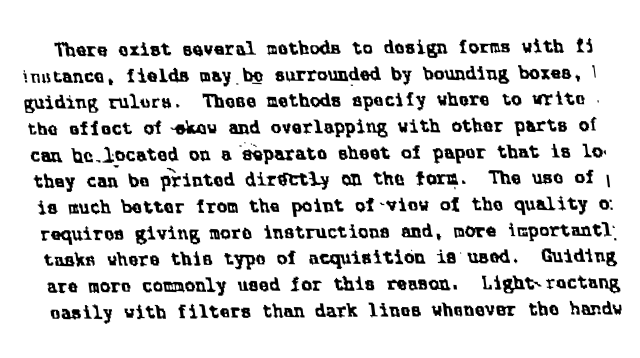 There exist several methods to design forms with fi
instance, fields may be surrounded by bounding boxes,
guiding rulers. These methods specify where to write
the effect of skew and overlapping with other parts of
can be located on a separate sheet of paper that is lo
they can be printed directly on the form. The use of
is much better from the point of view of the quality o
requires giving more instructions and, more importantl
tasks where this type of acquisition is used. Guiding
are more commonly used for this reason. Light rectang
easily with filters than dark lines whenever the handw